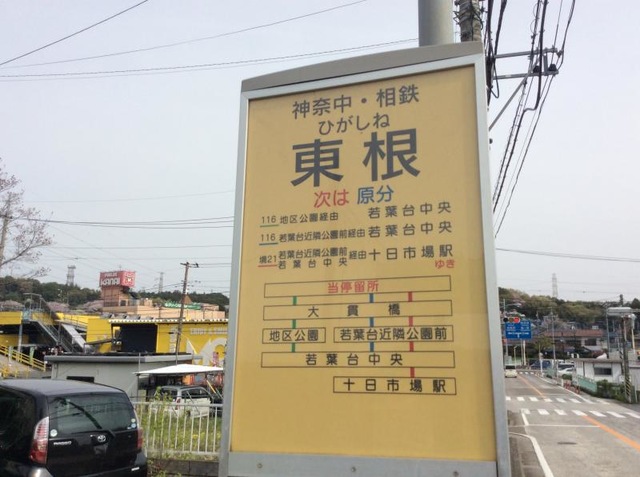 神奈中・相鉄
ひがしね
東根
次は 原分
116 地区公園経由 若葉台中央
116 若葉台近隣公園前経由 若葉台中央
境21 若葉台近隣公園前経由 十日市場駅
若葉台中央 ゆき
当停留所
大貫橋
地区公園 若葉台近隣公園前
若葉台中央
十日市場駅